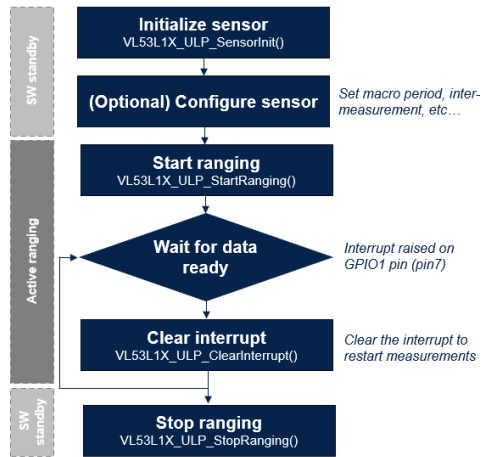 SW standby
Initialize sensor
VL53L1X_ULP_SensorInit()
(Optional) Configure sensor
Set macro period, inter-
measurement, etc…
Active ranging
Start ranging
VL53L1X_ULP_StartRanging()
Wait for data
ready
Interrupt raised on
GPIO1 pin (pin7)
Clear interrupt
VL53L1X_ULP_ClearInterrupt()
Clear the interrupt to
restart measurements
SW
standby
Stop ranging
VL53L1X_ULP_StopRanging()